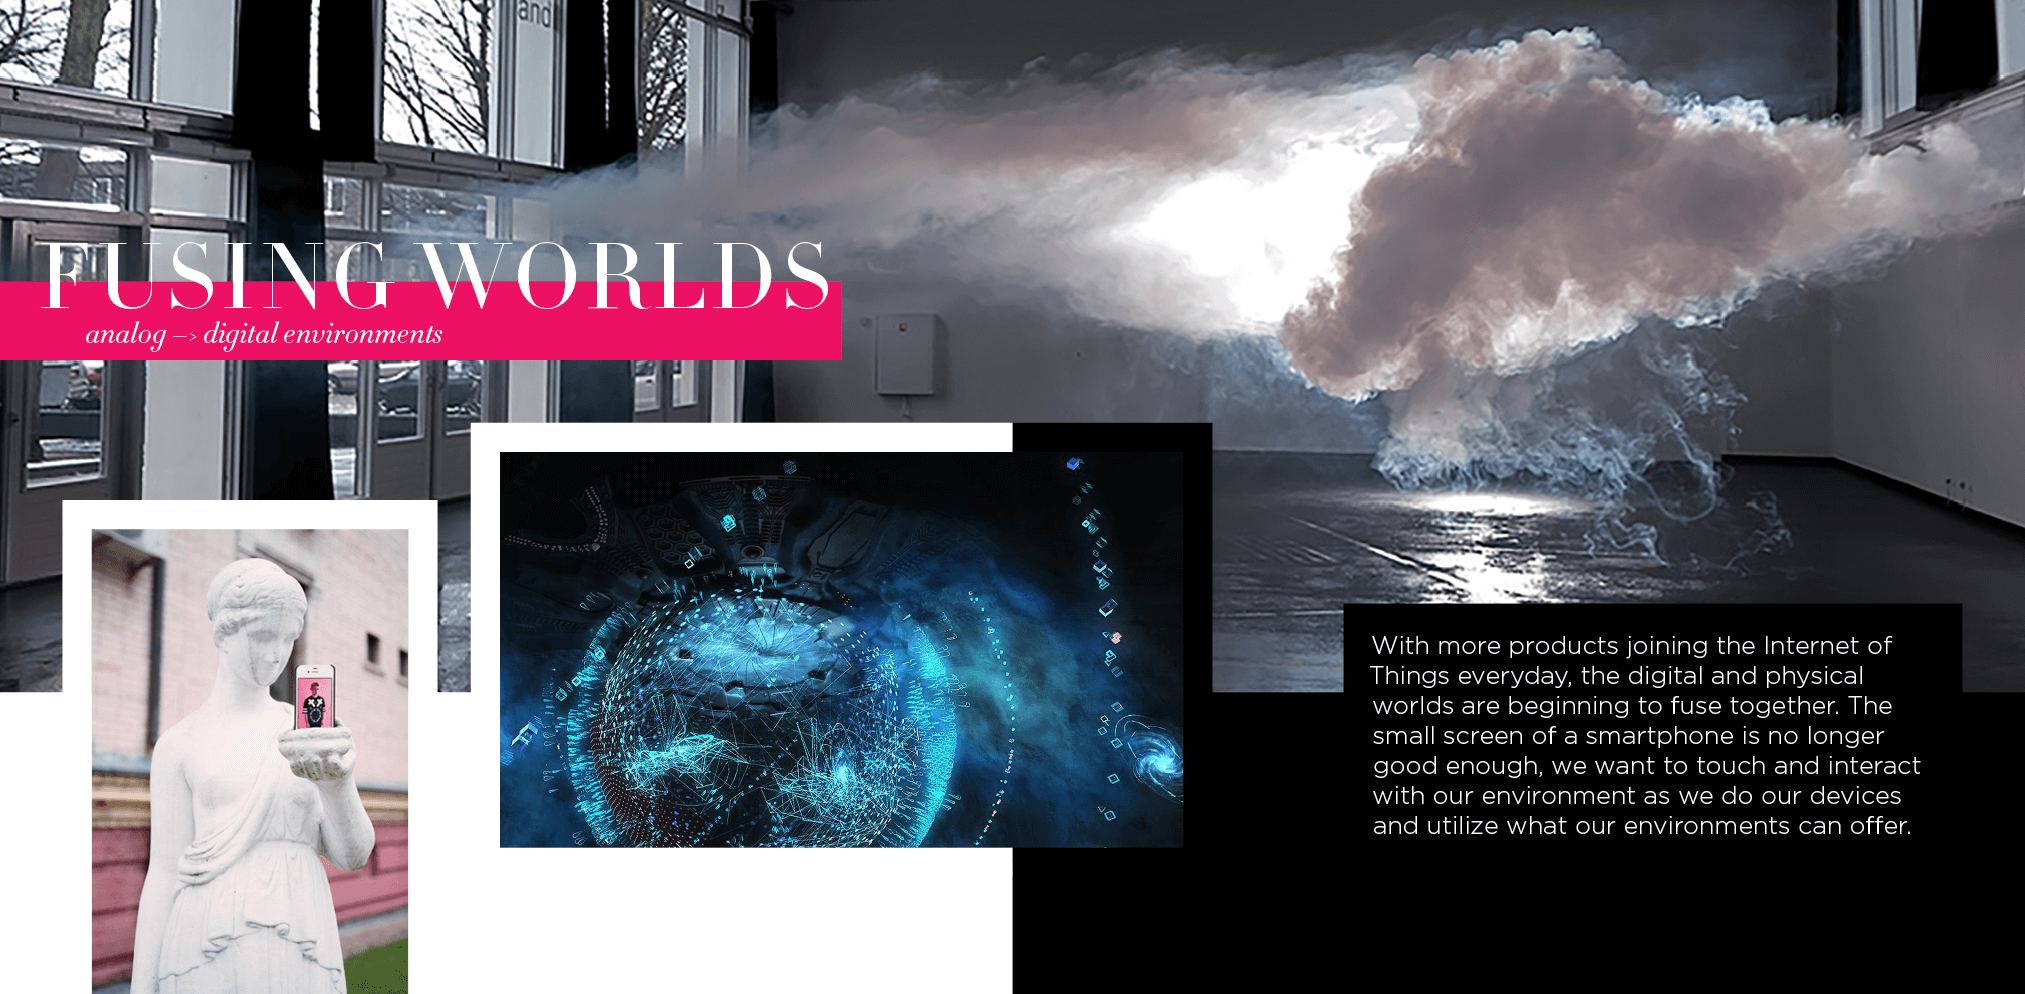 and
FUSING WORLDS
analog –> digital environments
With more products joining the Internet of
Things everyday, the digital and physical
worlds are beginning to fuse together. The
small screen of a smartphone is no longer
good enough, we want to touch and interact
with our environment as we do our devices
and utilize what our environments can offer.